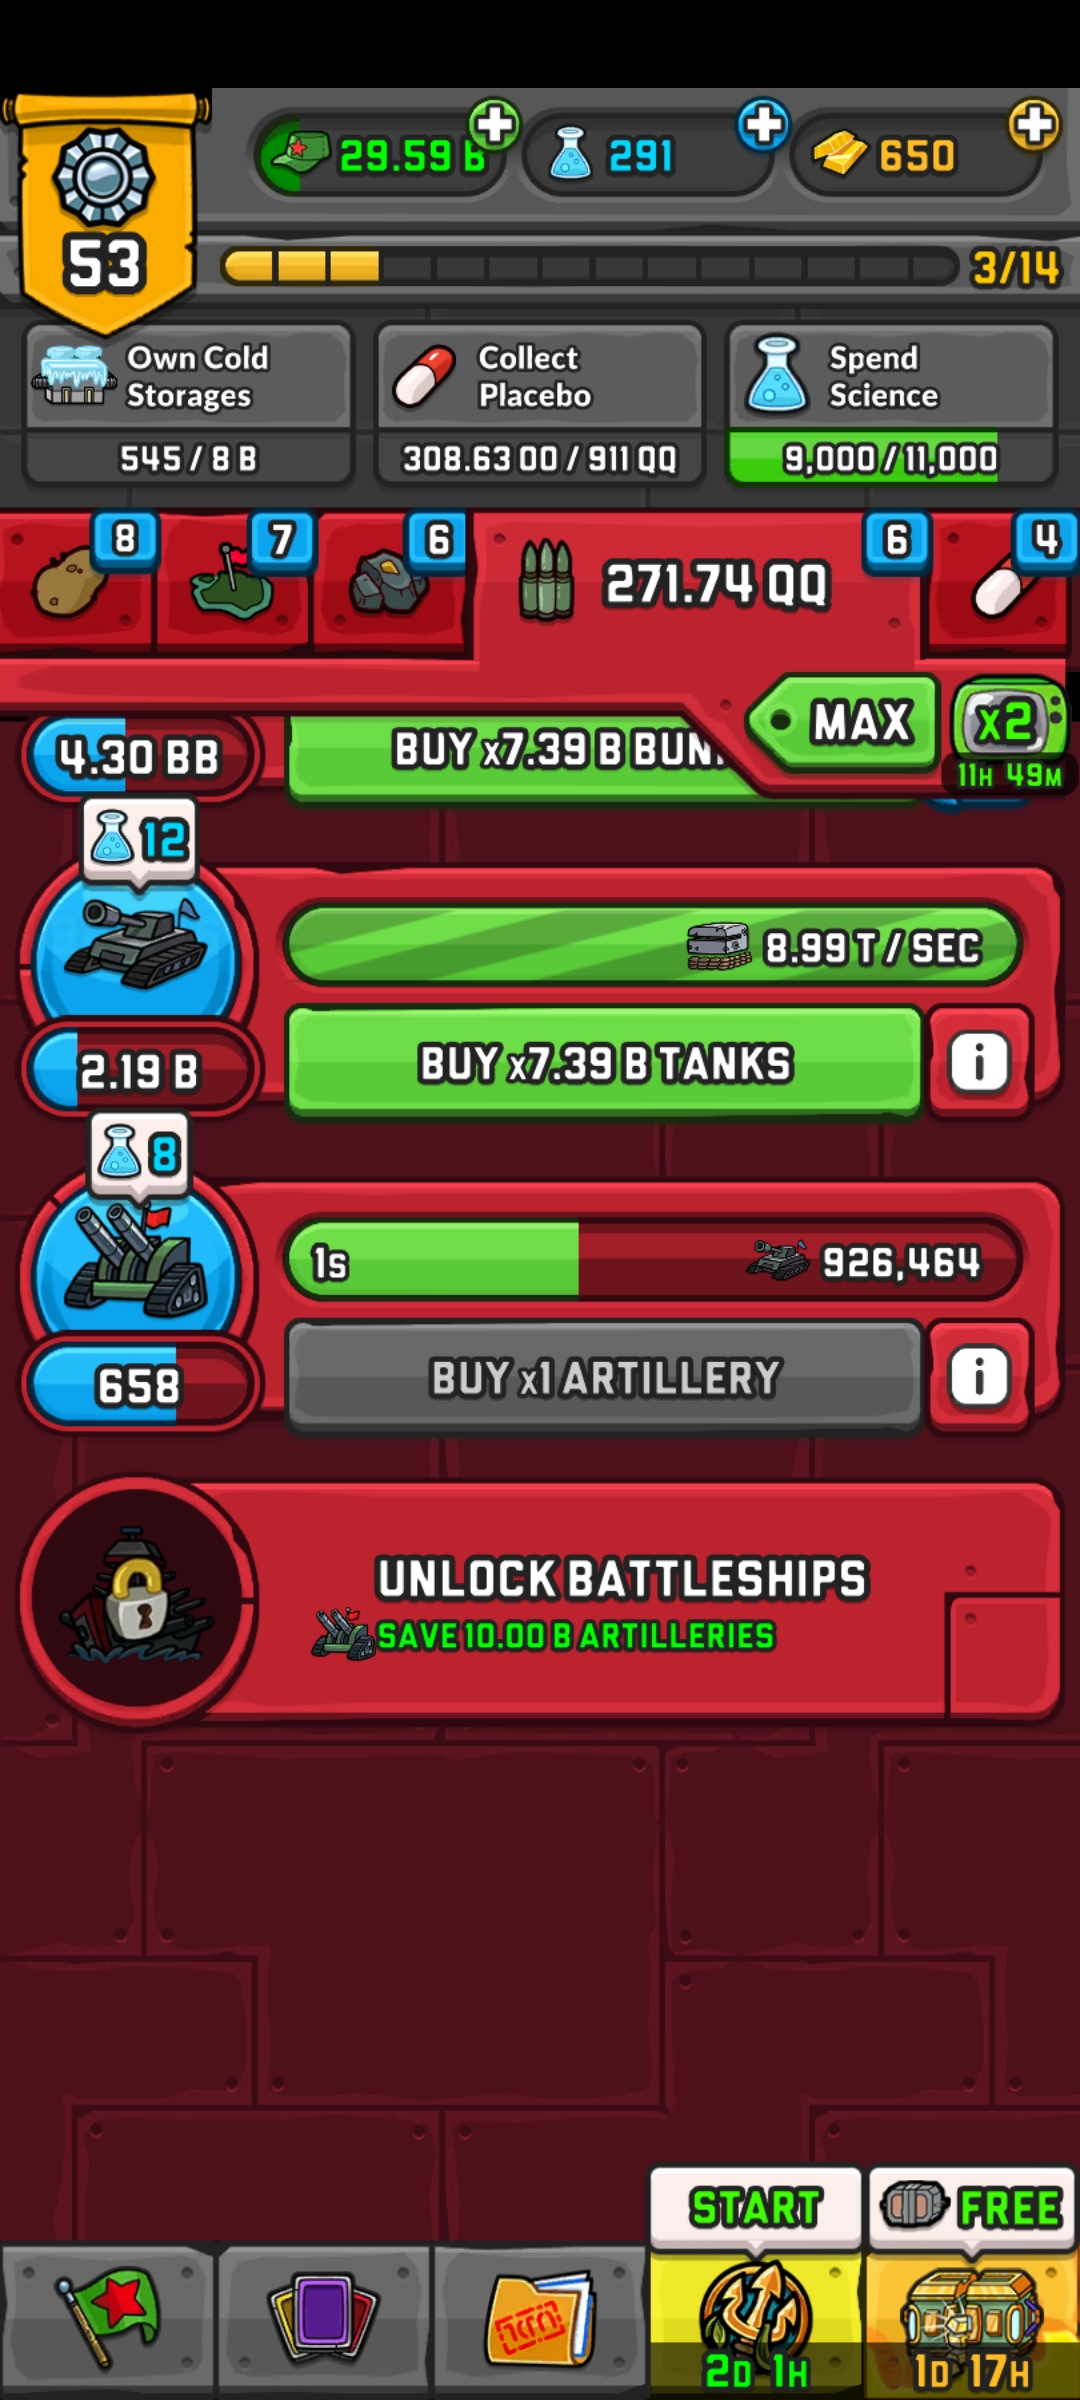 29.59 B
291
650
53
3/14
Own Cold
Storages
Collect
Placebo
Spend
Science
545 / 8 B
308.63 QQ / 911 QQ
9,000 / 11,000
8
7
6
271.74 QQ
6
4
4.30 BB
BUY x7.39 B BUN
MAX
x2
11H 49M
12
8.99 T / SEC
2.19 B
BUY x7.39 B TANKS
i
8
1s
926,464
658
BUY x1 ARTILLERY
i
UNLOCK BATTLESHIPS
SAVE 10.00 B ARTILLERIES
START
FREE
2D 1H
1D 17H